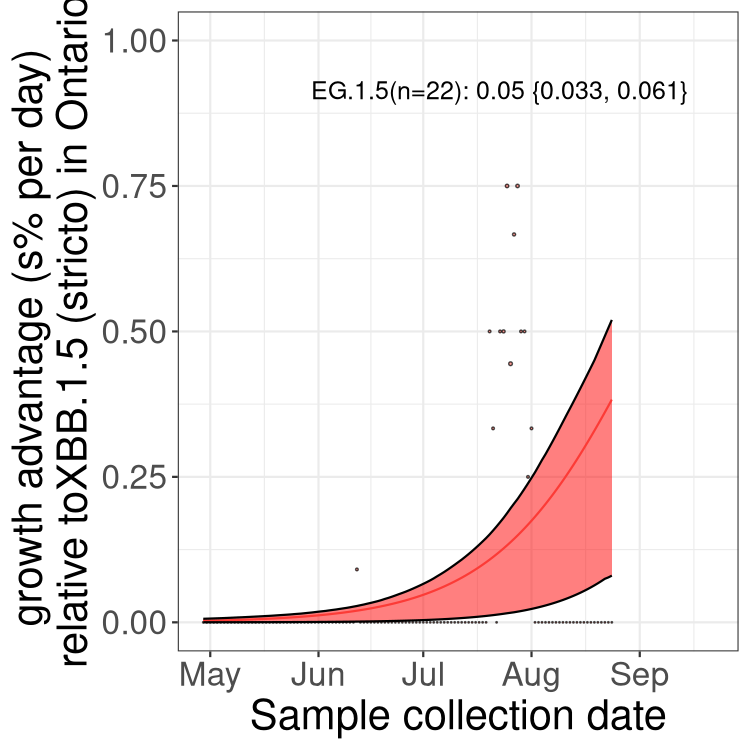 growth advantage (s% per day)
relative toXBB.1.5 (stricto) in Ontario
1.00
0.75
0.50
0.25
0.00
EG.1.5(n=22): 0.05 {0.033, 0.061}
May Jun Jul Aug Sep
Sample collection date